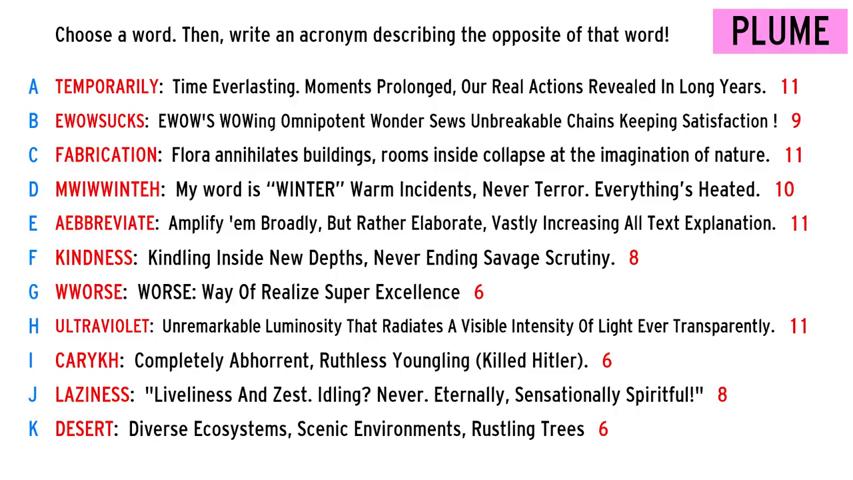 Choose a word. Then, write an acronym describing the opposite of that word!
PLUME
A TEMPORARILY: Time Everlasting. Moments Prolonged, Our Real Actions Revealed In Long Years. 11
B EWOWSUCKS: EWOW'S WOWing Omnipotent Wonder Sews Unbreakable Chains Keeping Satisfaction ! 9
C FABRICATION: Flora annihilates buildings, rooms inside collapse at the imagination of nature. 11
D MWIWWINTEH: My word is “WINTER” Warm Incidents, Never Terror. Everything’s Heated. 10
E AEBBREVIATE: Amplify 'em Broadly, But Rather Elaborate, Vastly Increasing All Text Explanation. 11
F KINDNESS: Kindling Inside New Depths, Never Ending Savage Scrutiny. 8
G WWORSE: WORSE: Way Of Realize Super Excellence 6
H ULTRAVIOLET: Unremarkable Luminosity That Radiates A Visible Intensity Of Light Ever Transparently. 11
I CARYKH: Completely Abhorrent, Ruthless Youngling (Killed Hitler). 6
J LAZINESS: "Liveliness And Zest. Idling? Never. Eternally, Sensationally Spiritful!" 8
K DESERT: Diverse Ecosystems, Scenic Environments, Rustling Trees 6